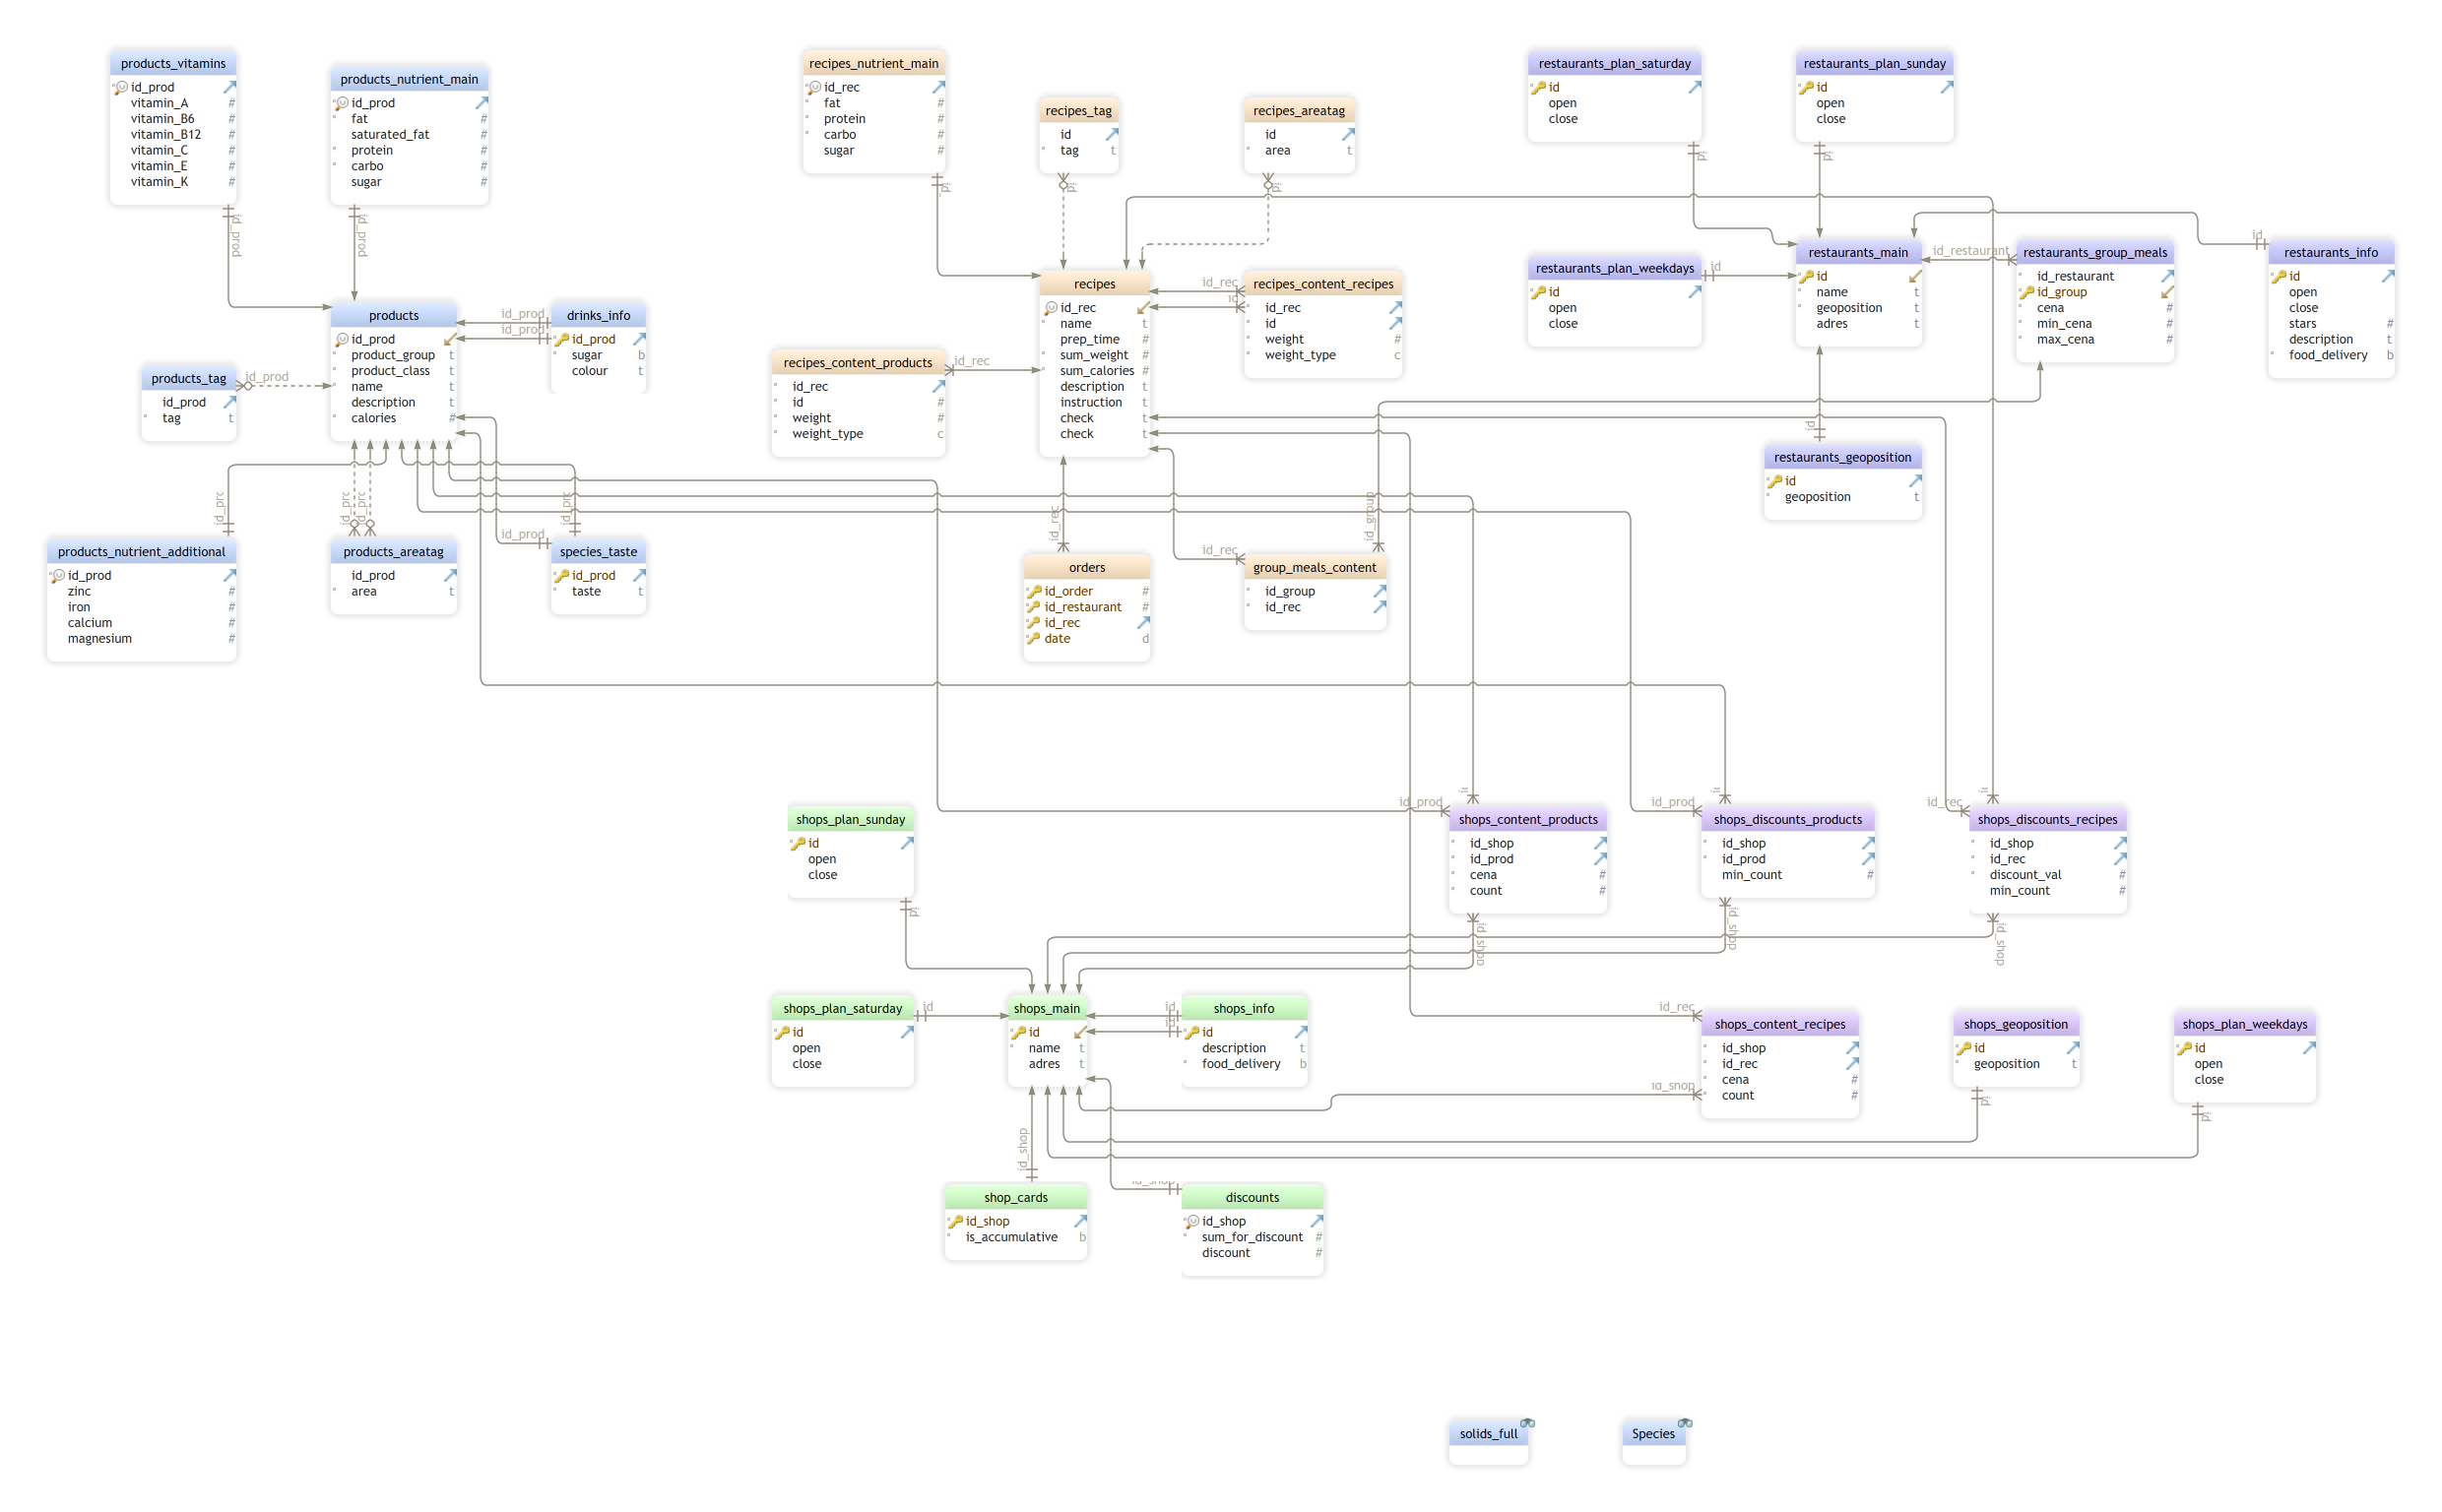 products_vitamins
id_prod
vitamin_A #
vitamin_B6 #
vitamin_B12 #
vitamin_C #
vitamin_E #
vitamin_K #
id_prod
products_nutrient_main
id_prod
fat #
saturated_fat #
protein #
carbo #
sugar #
id_prod
recipes_nutrient_main
id_rec
fat #
protein #
carbo #
sugar #
id
recipes_tag
id
tag t
id
recipes_areatag
id
area t
id
restaurants_plan_saturday
id
open
close
id
restaurants_plan_sunday
id
open
close
id
products
id_prod
product_group t
product_class t
name t
description t
calories #
id_prod
id_prod
drinks_info
id_prod
sugar b
colour t
products_tag
id_prod
tag t
id_prod
recipes
id_rec
name t
prep_time #
sum_weight #
sum_calories #
description t
instruction t
check t
check t
id_rec
id
recipes_content_recipes
id_rec
id
weight #
weight_type c
recipes_content_products
id_rec
id #
weight #
weight_type c
id_rec
restaurants_plan_weekdays
id
open
close
id
restaurants_main
id
name t
geoposition t
adres t
id_restaurant
restaurants_group_meals
id_restaurant
id_group
cena #
min_cena #
max_cena #
id
restaurants_info
id
open
close
stars #
description t
food_delivery b
id
restaurants_geoposition
id
geoposition t
id_prc
products_nutrient_additional
id_prod
zinc #
iron #
calcium #
magnesium #
id_prc
id_prc
products_areatag
id_prod
area t
id_prc
id_prod
species_taste
id_prod
taste t
id_rec
orders
id_order #
id_restaurant #
id_rec
date d
id_rec
id_group
group_meals_content
id_group
id_rec
shops_plan_sunday
id
open
close
id
id_prod
shops_content_products
id_shop
id_prod
cena #
count #
id_shop
id_prod
shops_discounts_products
id_shop
id_prod
min_count #
id_shop
id_rec
shops_discounts_recipes
id_shop
id_rec
discount_val #
min_count #
id_shop
shops_plan_saturday
id
open
close
id
shops_main
id
name t
adres t
id
id
shops_info
id
description t
food_delivery b
id_rec
id_shop
shops_content_recipes
id_shop
id_rec
cena #
count #
shops_geoposition
id
geoposition t
id
shops_plan_weekdays
id
open
close
id
id_shop
shop_cards
id_shop
is_accumulative b
id_shop
discounts
id_shop
sum_for_discount #
discount #
solids_full
Species